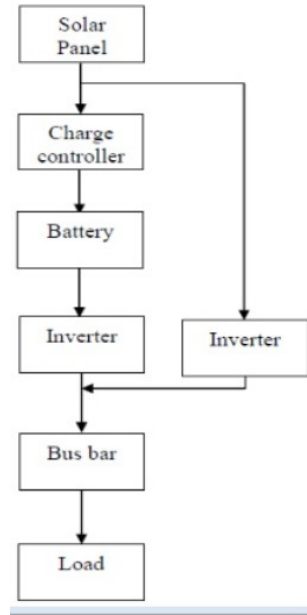 Solar
Panel
Charge
controller
Battery
Inverter
Inverter
Bus bar
Load